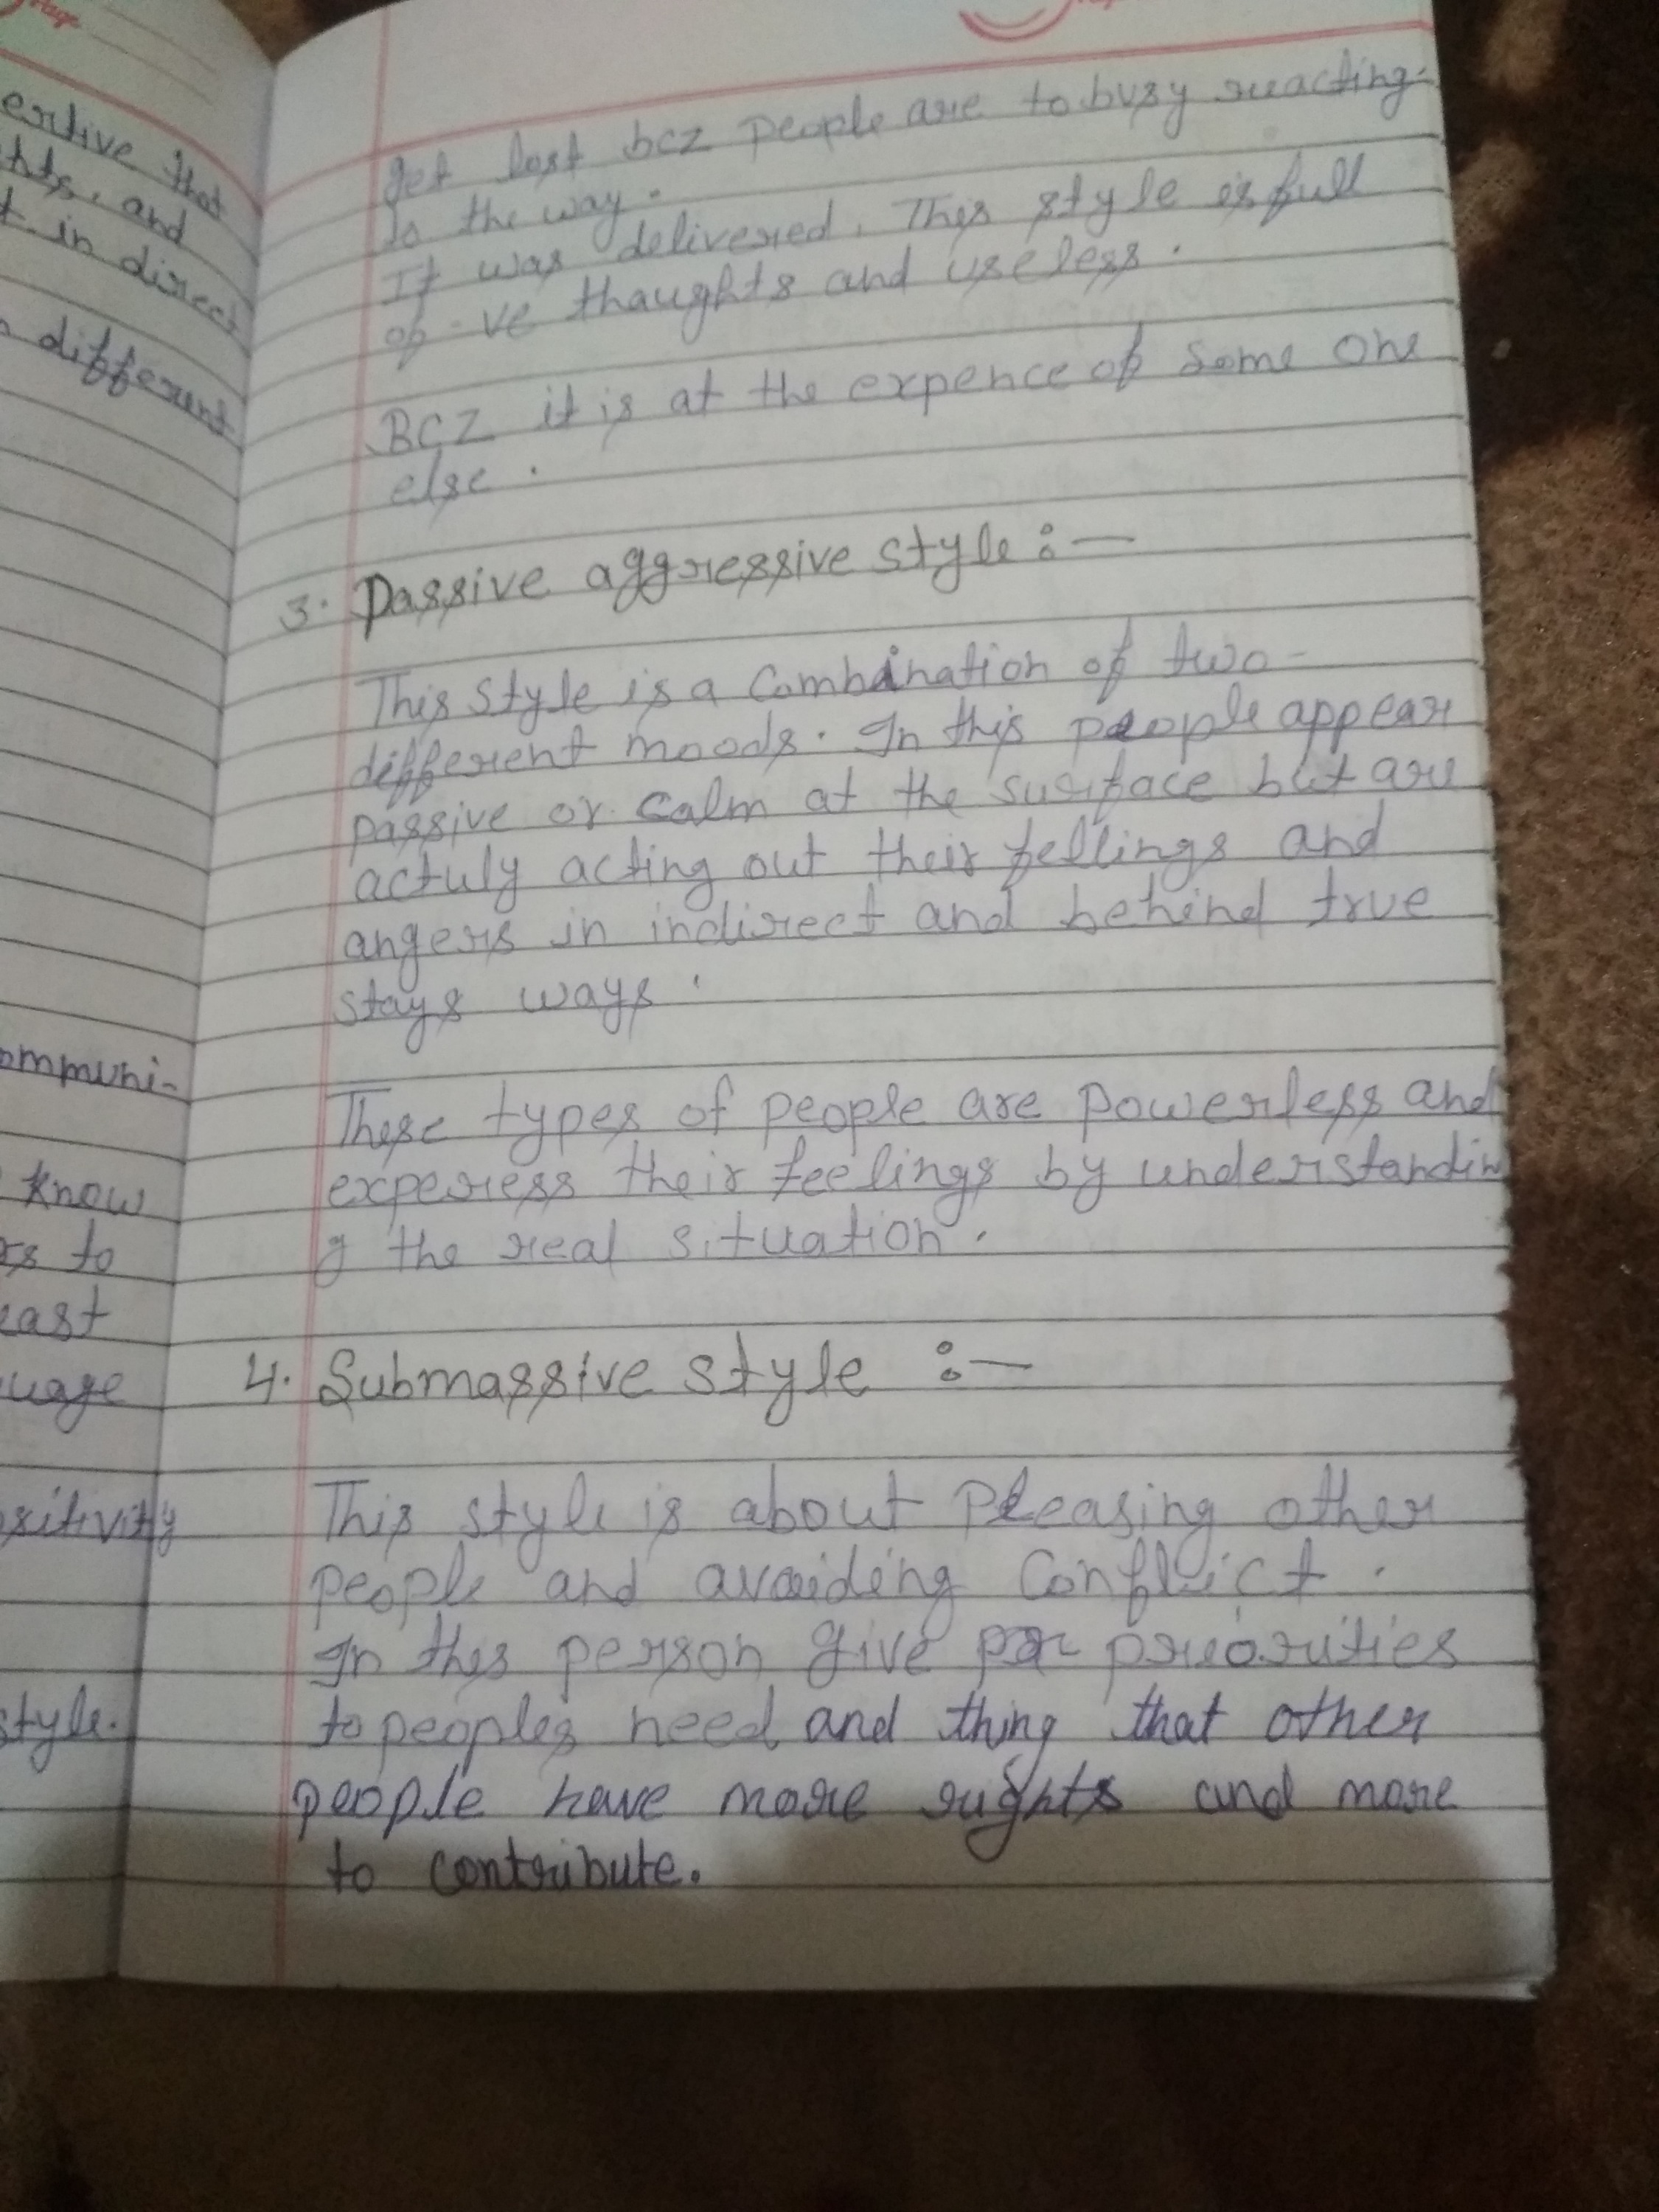 ertive that
hts, and
t in direct
different
ommuni-
know
rs to
east
uage
sitivity
style.
get lost bcz people are to busy reacting
to the way.
It was delivered. This style is full
of -ve thaughts and useless.
BCZ it is at the expence of some one
else.
3. Passive aggressive style :-
This style is a Combination of two-
different moods. In this people appear
passive or calm at the surface but are
actuly acting out their fellings and
angers in indirect and behind true
stays ways.
These types of people are powerless and
experess their feelings by understandin
g the real situation.
4. Submassive style :-
This style is about Pleasing other
people and avoiding Conflict.
In this person give priorities
to peoples need and thing that other
people have more rights and more
to contribute.